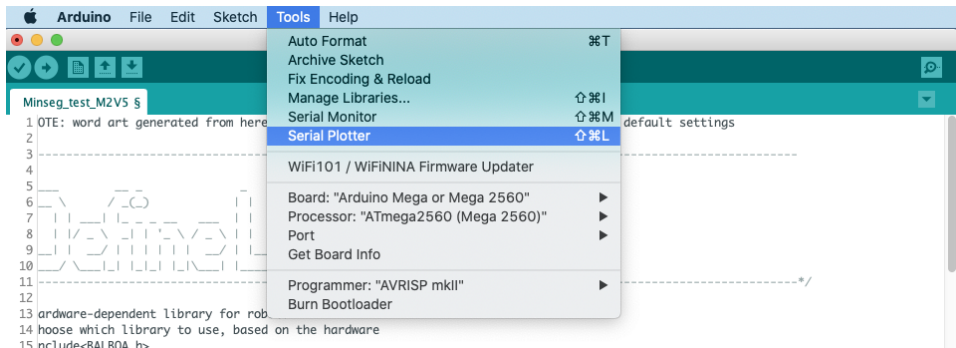 Arduino File Edit Sketch Tools Help
Auto Format ⌘T
Archive Sketch
Fix Encoding & Reload
Manage Libraries... ⇧⌘I
Serial Monitor ⇧⌘M
Serial Plotter ⇧⌘L
WiFi101 / WiFiNINA Firmware Updater
Board: "Arduino Mega or Mega 2560"
Processor: "ATmega2560 (Mega 2560)"
Port
Get Board Info
Programmer: "AVRISP mkII"
Burn Bootloader
Minseg_test_M2V5 §
1 OTE: word art generated from here default settings
2
3
4
5
6
7
8
9
10
11 */
12
13 ardware-dependent library for rob
14 hoose which library to use, based on the hardware
15 nclude<BALBOA.h>